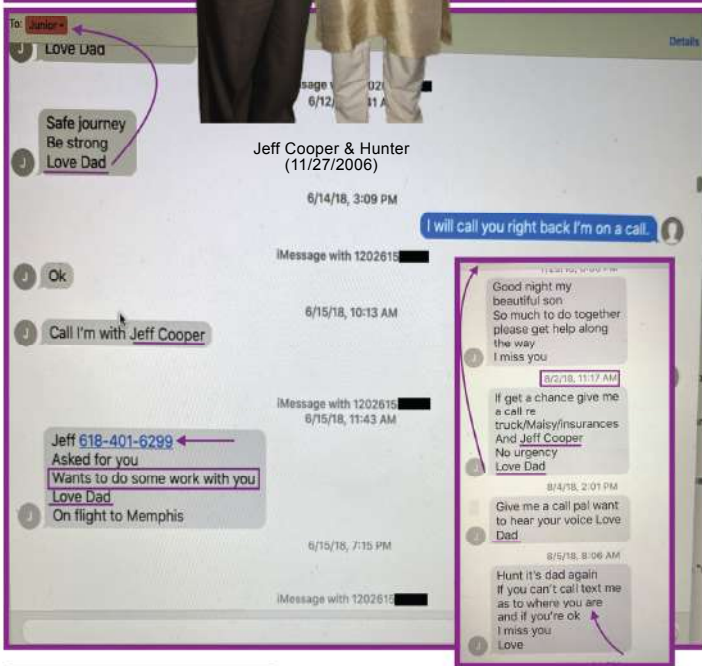 To: Junior
Details
Love Dad
6/12/
41 A
Safe journey
Be strong
Love Dad
Jeff Cooper & Hunter
(11/27/2006)
6/14/18, 3:09 PM
I will call you right back I'm on a call.
iMessage with 1202615
Ok
6/15/18, 10:13 AM
Call I'm with Jeff Cooper
iMessage with 1202615
6/15/18, 11:43 AM
Jeff 618-401-6299
Asked for you
Wants to do some work with you
Love Dad
On flight to Memphis
6/15/18, 7:15 PM
iMessage with 1202615
Good night my
beautiful son
So much to do together
please get help along
the way
I miss you
8/2/18, 11:17 AM
If get a chance give me
a call re
truck/Maisy/insurances
And Jeff Cooper
No urgency
Love Dad
8/4/18, 2:01 PM
Give me a call pal want
to hear your voice Love
Dad
8/5/18, 8:06 AM
Hunt it's dad again
If you can't call text me
as to where you are
and if you're ok
I miss you
Love